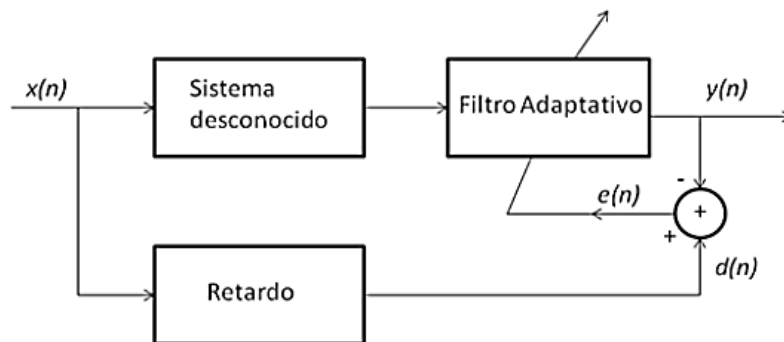 x(n)
Sistema
desconocido
Filtro Adaptativo
y(n)
-
e(n)
+
+
d(n)
Retardo